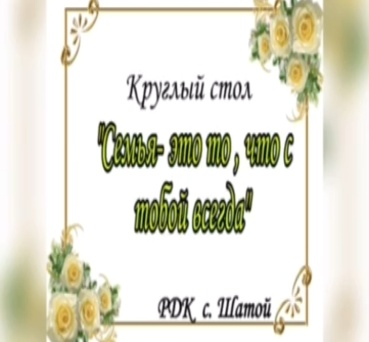 Круглый стол
"Семья- это то , что с
тобой всегда"
РДК с. Шатой